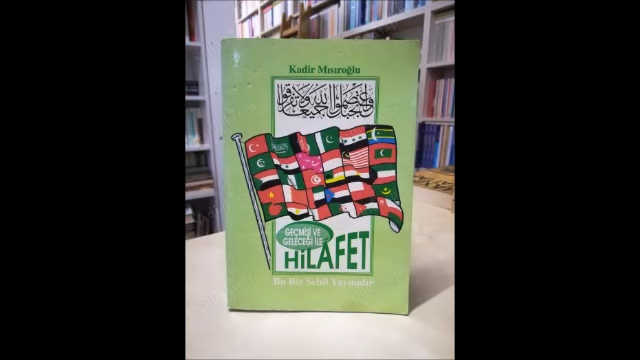 Kadir Mısıroğlu
واعتصموا بحبل الله جميعا ولا تفرقوا
GEÇMİŞİ VE
GELECEĞİ İLE
HİLAFET
Bu Bir Sebil Yayınıdır